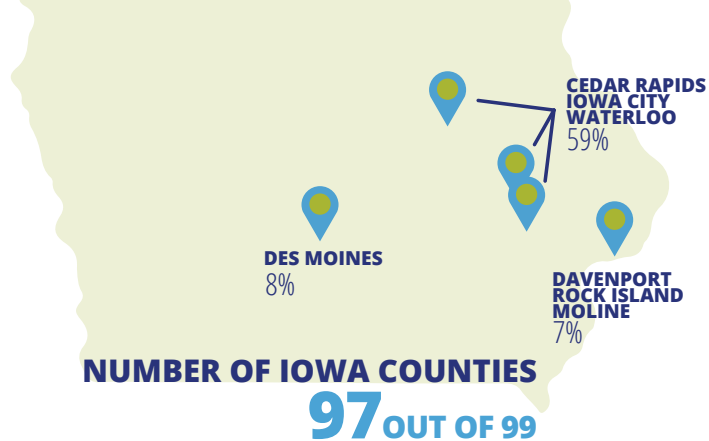 CEDAR RAPIDS
IOWA CITY
WATERLOO
59%
DES MOINES
8%
DAVENPORT
ROCK ISLAND
MOLINE
7%
NUMBER OF IOWA COUNTIES
97 OUT OF 99